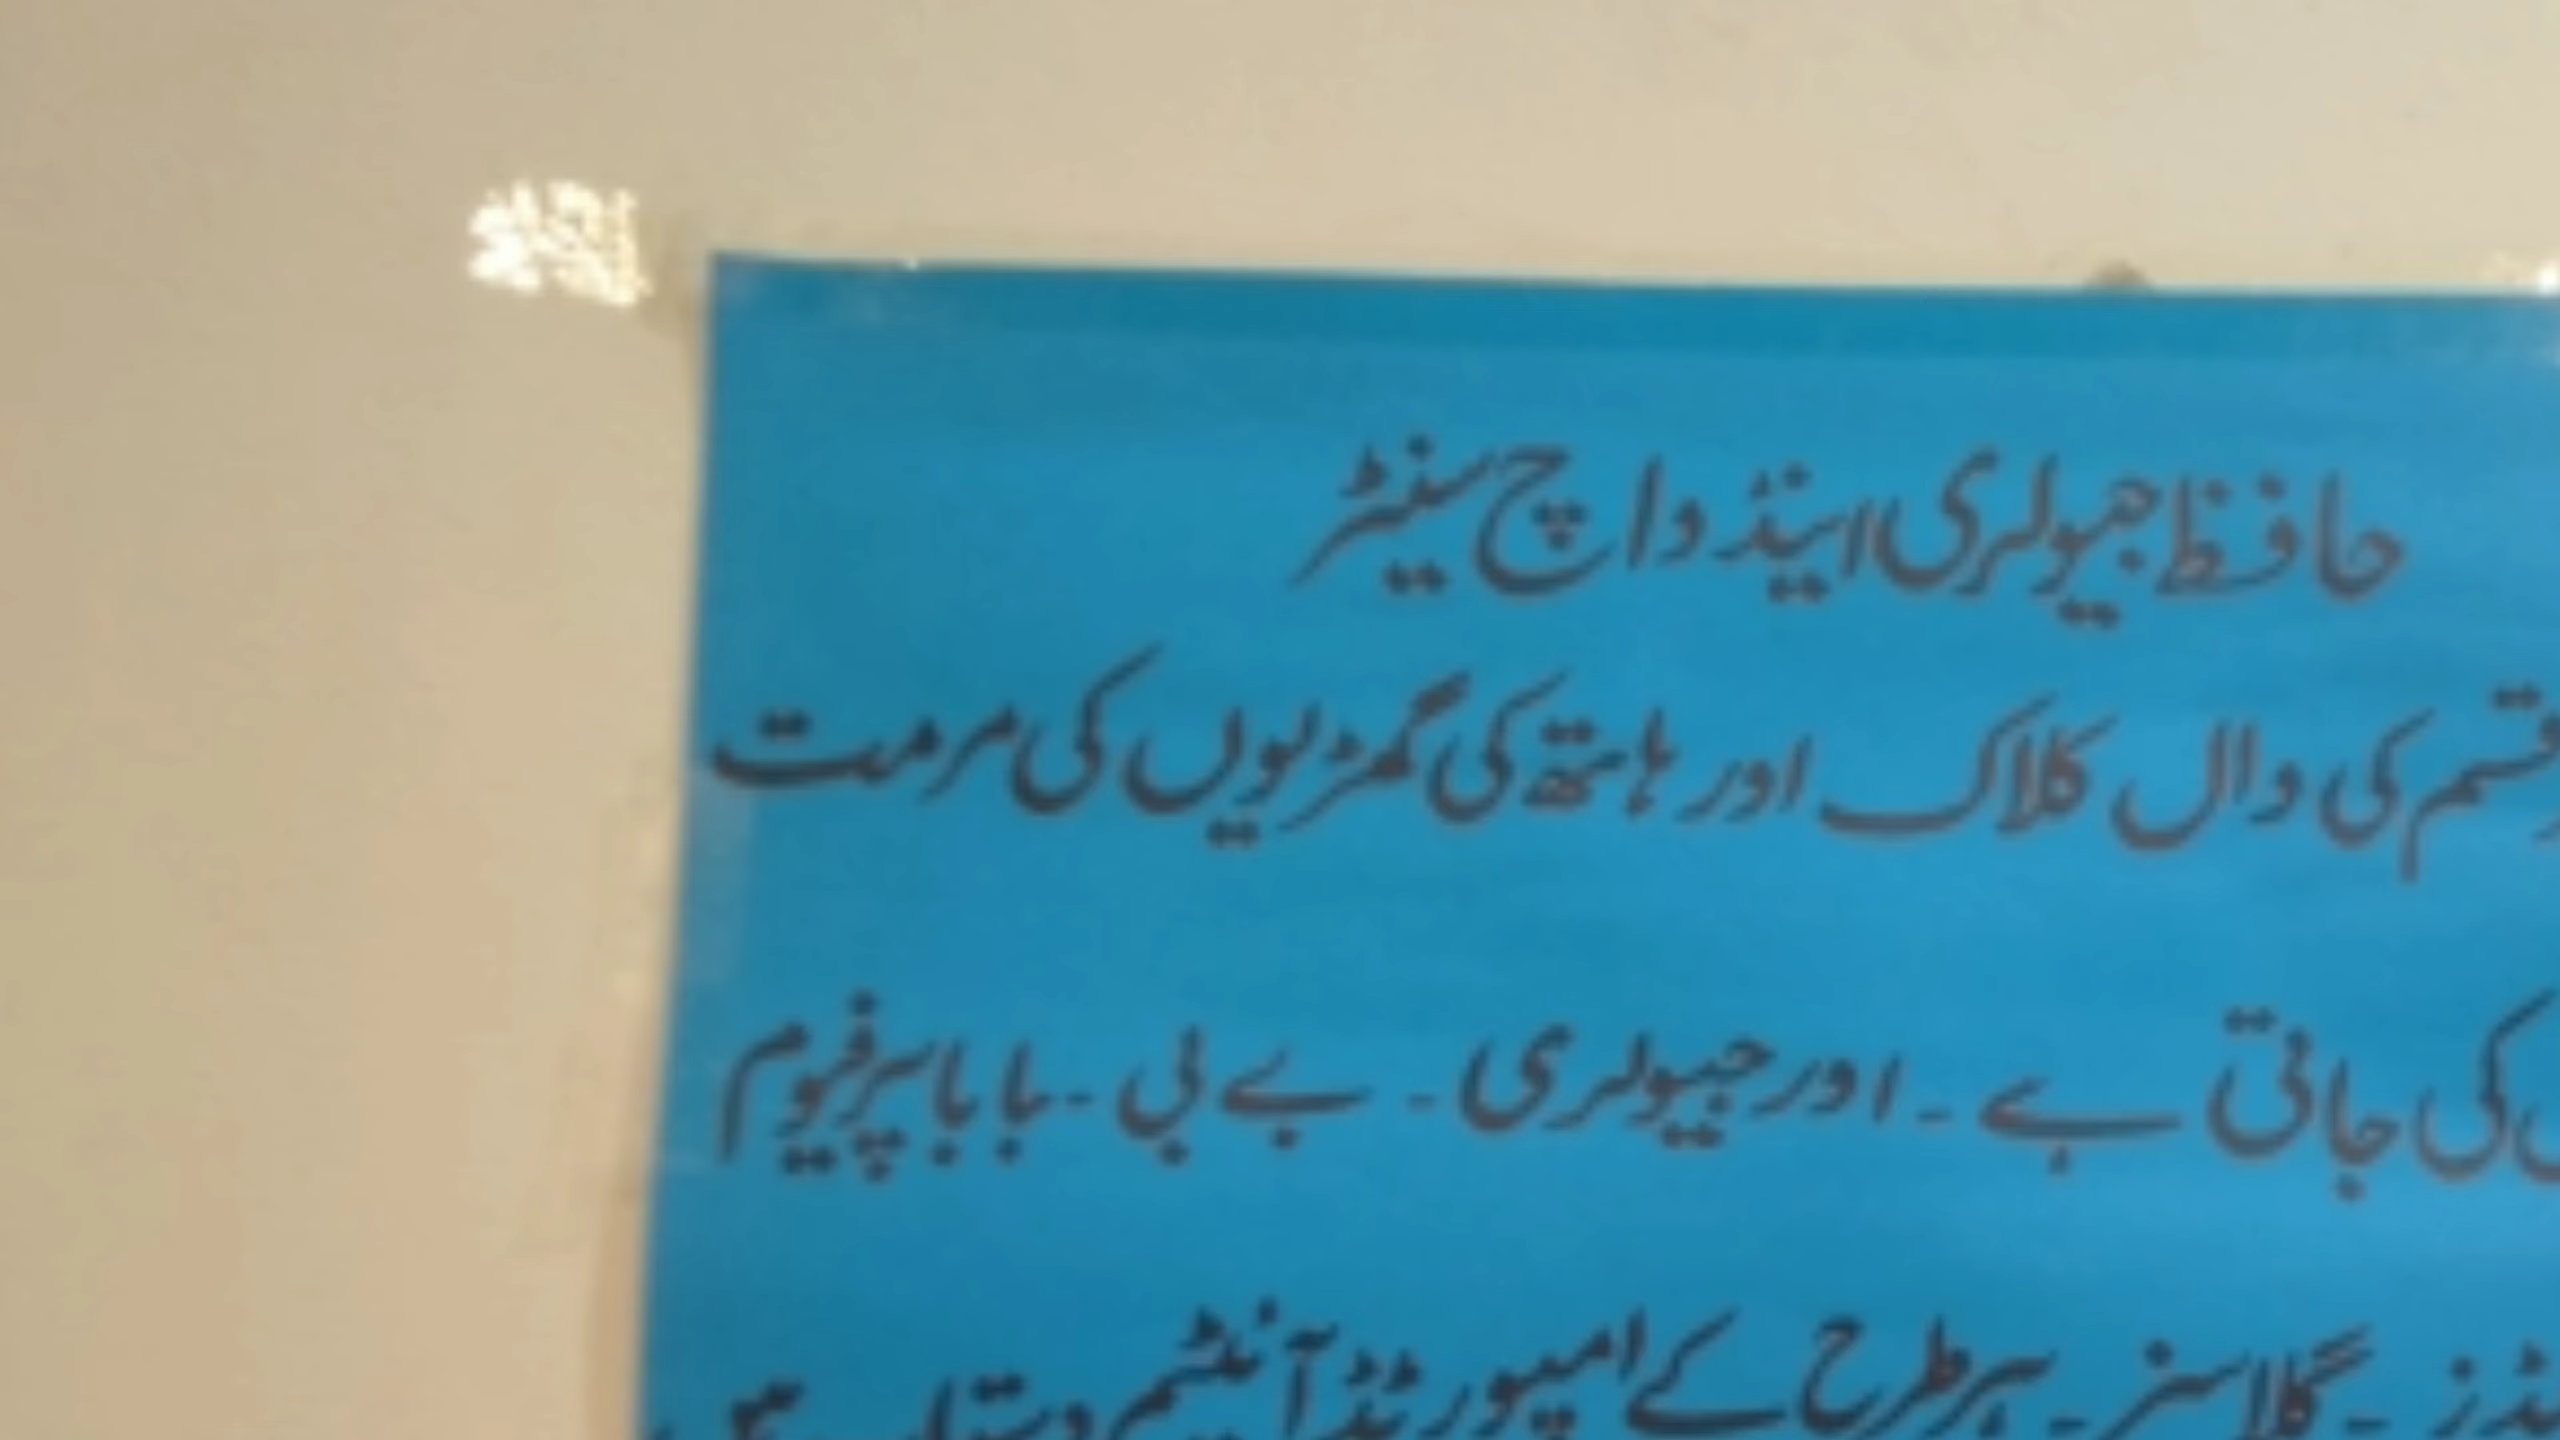 حافظ جیولری اینڈ واچ سینٹر
قسم کی وال کلاک اور ہاتھ کی گھڑیوں کی مرمت
کی جاتی ہے ۔ اور جیولری ۔ بے بی ۔ بابا پرفیوم
گلاسز ۔ ہر طرح کے امپورٹڈ آئٹم دستیاب